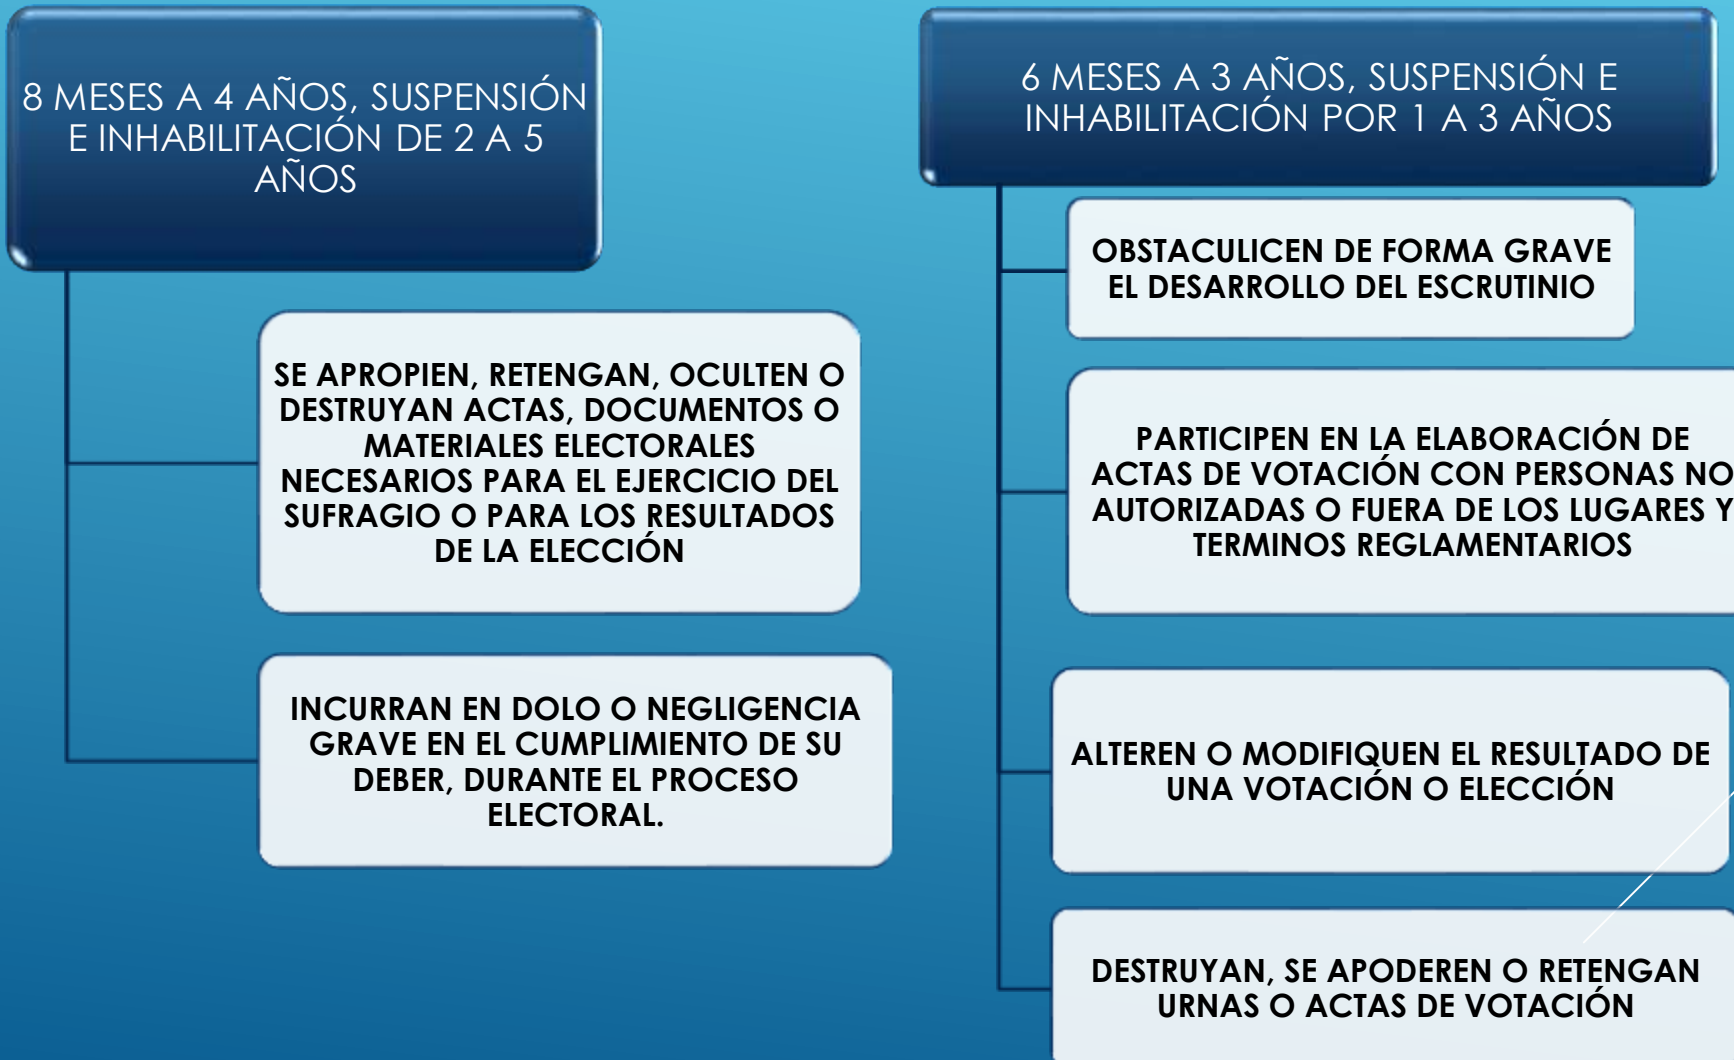 8 MESES A 4 AÑOS, SUSPENSIÓN
E INHABILITACIÓN DE 2 A 5
AÑOS
SE APROPIEN, RETENGAN, OCULTEN O
DESTRUYAN ACTAS, DOCUMENTOS O
MATERIALES ELECTORALES
NECESARIOS PARA EL EJERCICIO DEL
SUFRAGIO O PARA LOS RESULTADOS
DE LA ELECCIÓN
INCURRAN EN DOLO O NEGLIGENCIA
GRAVE EN EL CUMPLIMIENTO DE SU
DEBER, DURANTE EL PROCESO
ELECTORAL.
6 MESES A 3 AÑOS, SUSPENSIÓN E
INHABILITACIÓN POR 1 A 3 AÑOS
OBSTACULICEN DE FORMA GRAVE
EL DESARROLLO DEL ESCRUTINIO
PARTICIPEN EN LA ELABORACIÓN DE
ACTAS DE VOTACIÓN CON PERSONAS NO
AUTORIZADAS O FUERA DE LOS LUGARES Y
TERMINOS REGLAMENTARIOS
ALTEREN O MODIFIQUEN EL RESULTADO DE
UNA VOTACIÓN O ELECCIÓN
DESTRUYAN, SE APODEREN O RETENGAN
URNAS O ACTAS DE VOTACIÓN